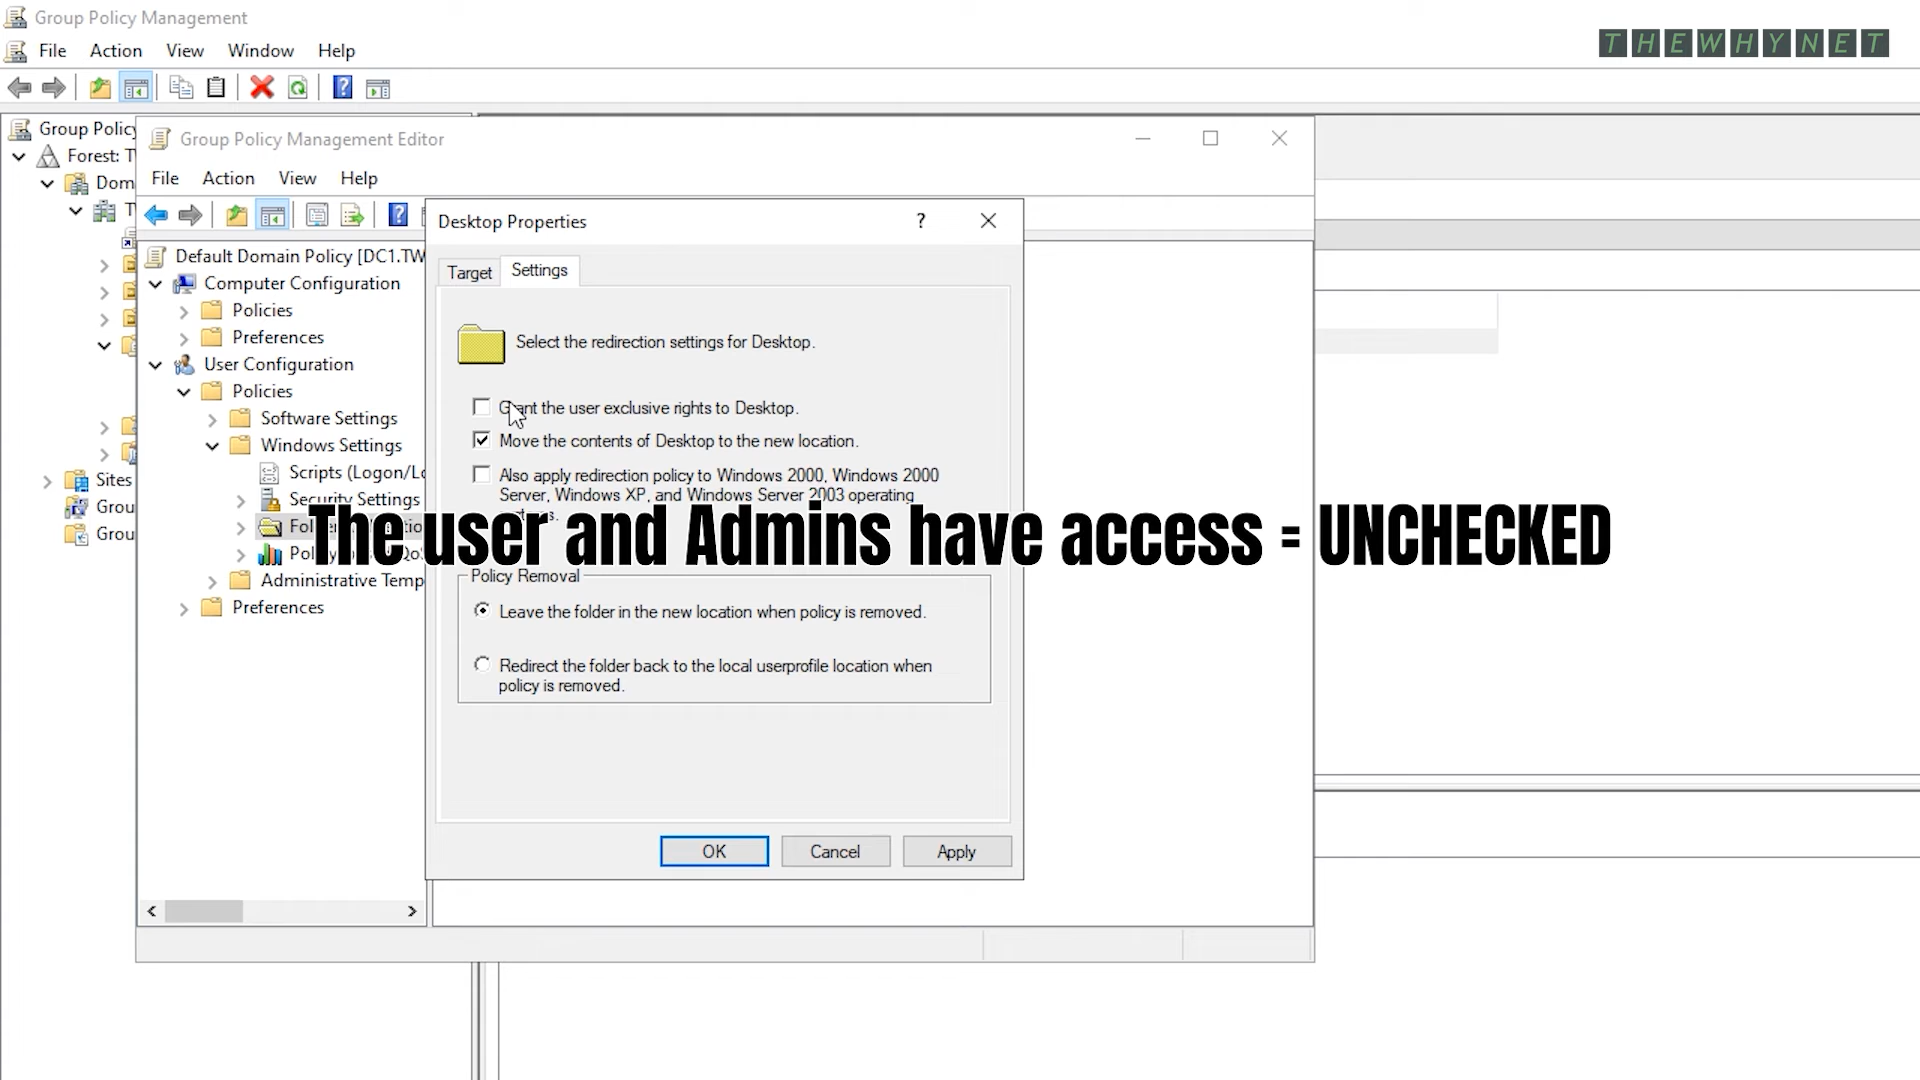 Group Policy Management
THEWHYNET
File Action View Window Help
Group Policy
Group Policy Management Editor
Forest: T
Dom
T
File Action View Help
Desktop Properties
Target Settings
Default Domain Policy [DC1.TW
Computer Configuration
Policies
Preferences
User Configuration
Policies
Software Settings
Windows Settings
Scripts (Logon/Lo
Security Settings
Administrative Temp
Preferences
Sites
Grou
Grou
Select the redirection settings for Desktop.
Grant the user exclusive rights to Desktop.
Move the contents of Desktop to the new location.
Also apply redirection policy to Windows 2000, Windows 2000
Server, Windows XP, and Windows Server 2003 operating
The user and Admins have access = UNCHECKED
Policy Removal
Leave the folder in the new location when policy is removed.
Redirect the folder back to the local userprofile location when
policy is removed.
OK Cancel Apply